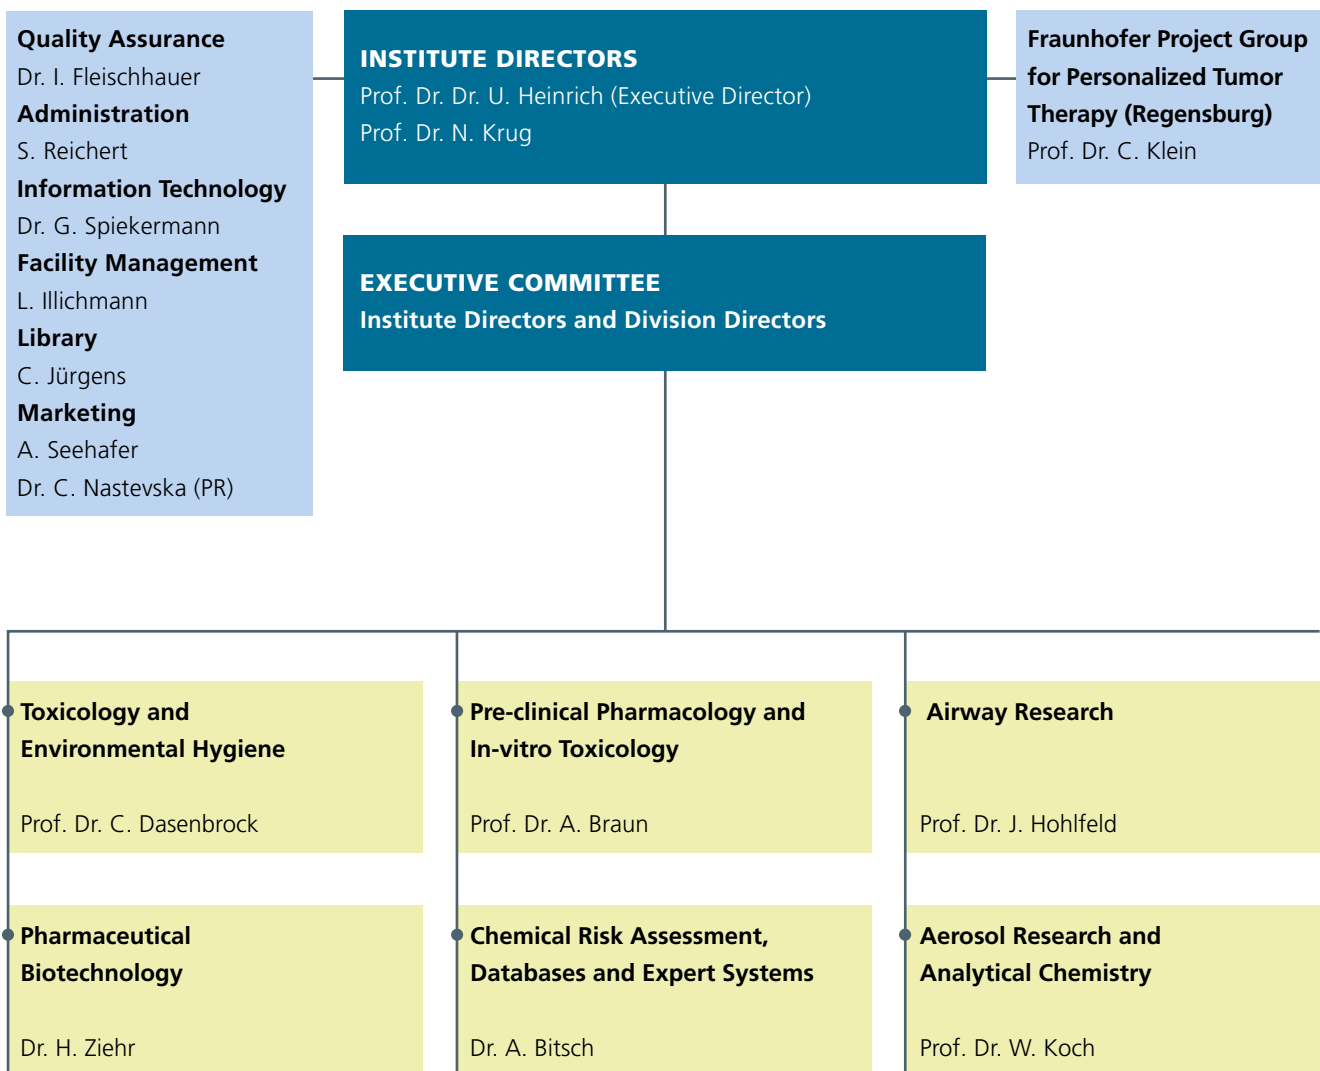 Quality Assurance
Dr. I. Fleischhauer
Administration
S. Reichert
Information Technology
Dr. G. Spiekermann
Facility Management
L. Illichmann
Library
C. Jürgens
Marketing
A. Seehafer
Dr. C. Nastevska (PR)
INSTITUTE DIRECTORS
Prof. Dr. Dr. U. Heinrich (Executive Director)
Prof. Dr. N. Krug
Fraunhofer Project Group
for Personalized Tumor
Therapy (Regensburg)
Prof. Dr. C. Klein
EXECUTIVE COMMITTEE
Institute Directors and Division Directors
Toxicology and
Environmental Hygiene
Prof. Dr. C. Dasenbrock
Pre-clinical Pharmacology and
In-vitro Toxicology
Prof. Dr. A. Braun
Airway Research
Prof. Dr. J. Hohlfeld
Pharmaceutical
Biotechnology
Dr. H. Ziehr
Chemical Risk Assessment,
Databases and Expert Systems
Dr. A. Bitsch
Aerosol Research and
Analytical Chemistry
Prof. Dr. W. Koch